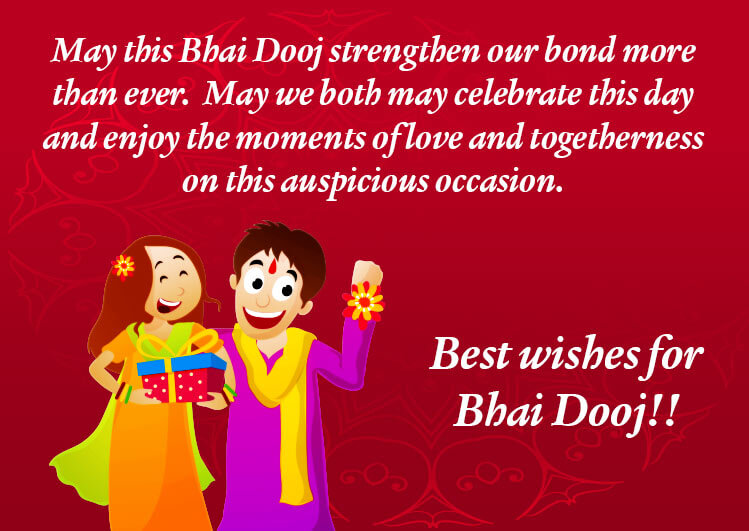 May this Bhai Dooj strengthen our bond more
than ever.  May we both may celebrate this day
and enjoy the moments of love and togetherness
on this auspicious occasion.
Best wishes for
Bhai Dooj!!